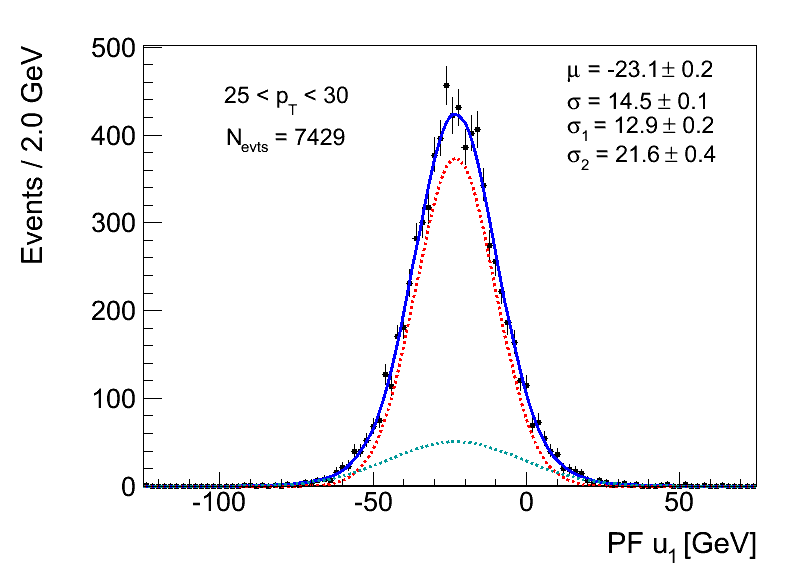 500
400
300
200
100
0
Events / 2.0 GeV
25 < p_T < 30
N_evts = 7429
μ = -23.1 ± 0.2
σ = 14.5 ± 0.1
σ_1 = 12.9 ± 0.2
σ_2 = 21.6 ± 0.4
-100 -50 0 50
PF u_1 [GeV]